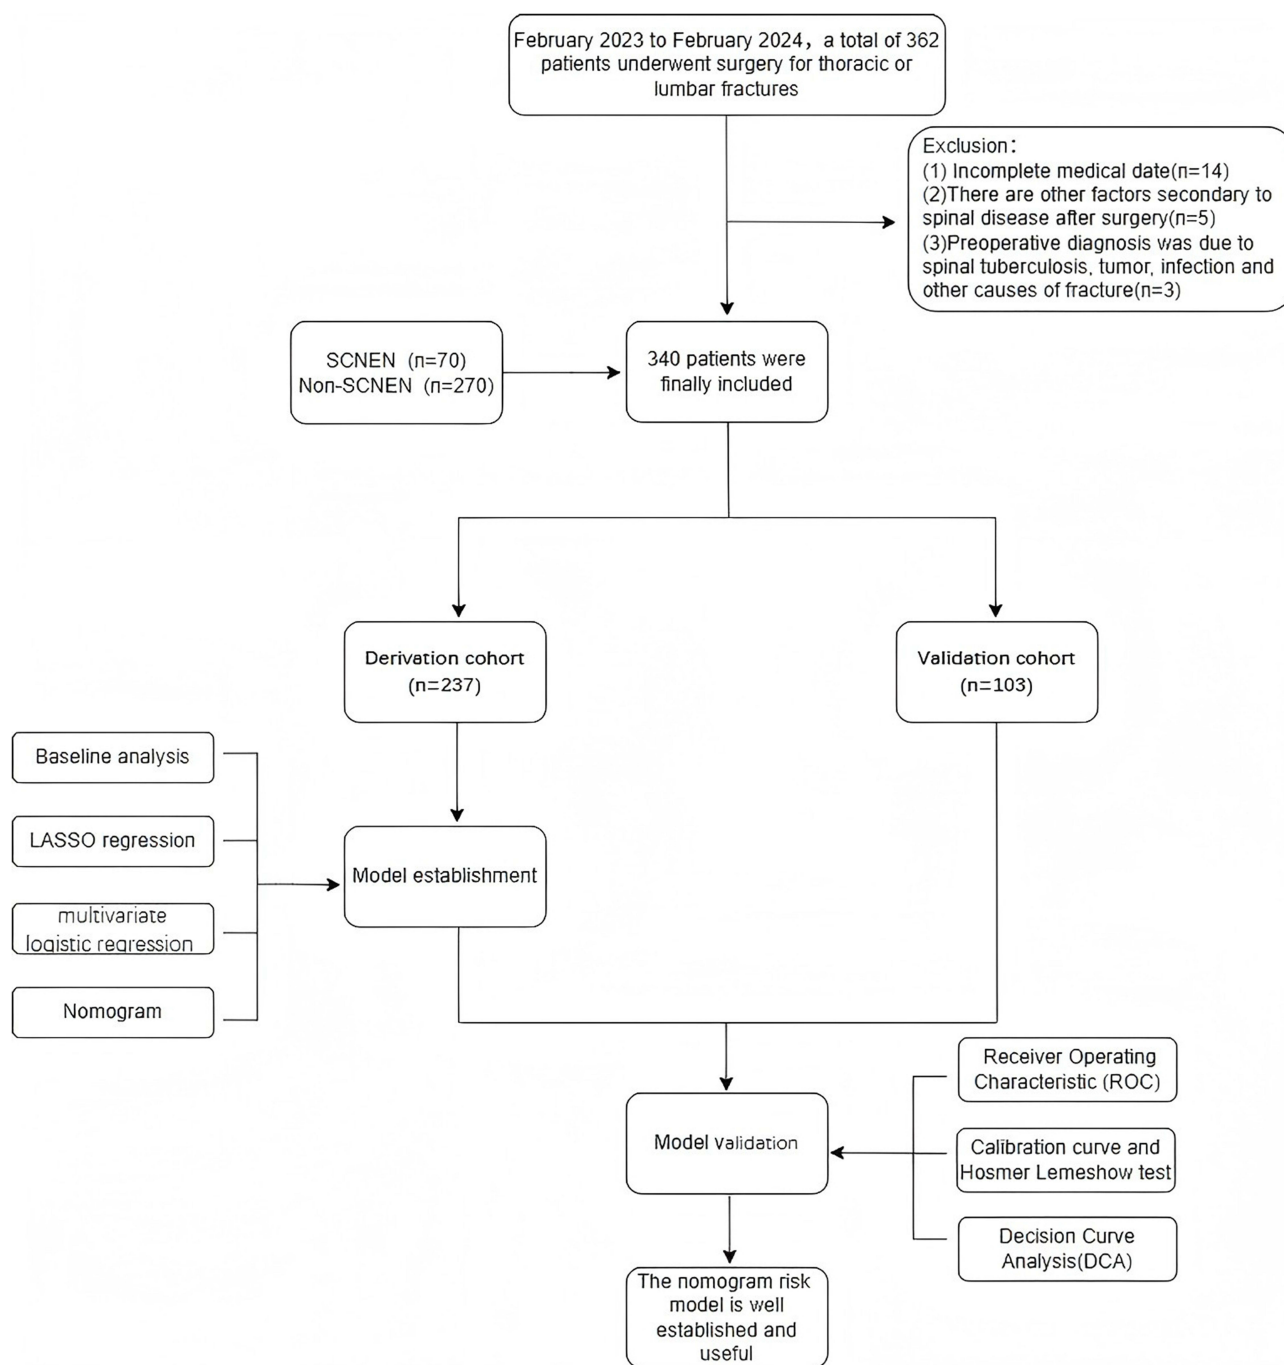 February 2023 to February 2024，a total of 362
patients underwent surgery for thoracic or
lumbar fractures
Exclusion：
(1) Incomplete medical date(n=14)
(2)There are other factors secondary to
spinal disease after surgery(n=5)
(3)Preoperative diagnosis was due to
spinal tuberculosis, tumor, infection and
other causes of fracture(n=3)
SCNEN (n=70)
Non-SCNEN (n=270)
340 patients were
finally included
Derivation cohort
(n=237)
Validation cohort
(n=103)
Baseline analysis
LASSO regression
multivariate
logistic regression
Nomogram
Model establishment
Receiver Operating
Characteristic (ROC)
Calibration curve and
Hosmer Lemeshow test
Decision Curve
Analysis(DCA)
Model validation
The nomogram risk
model is well
established and
useful